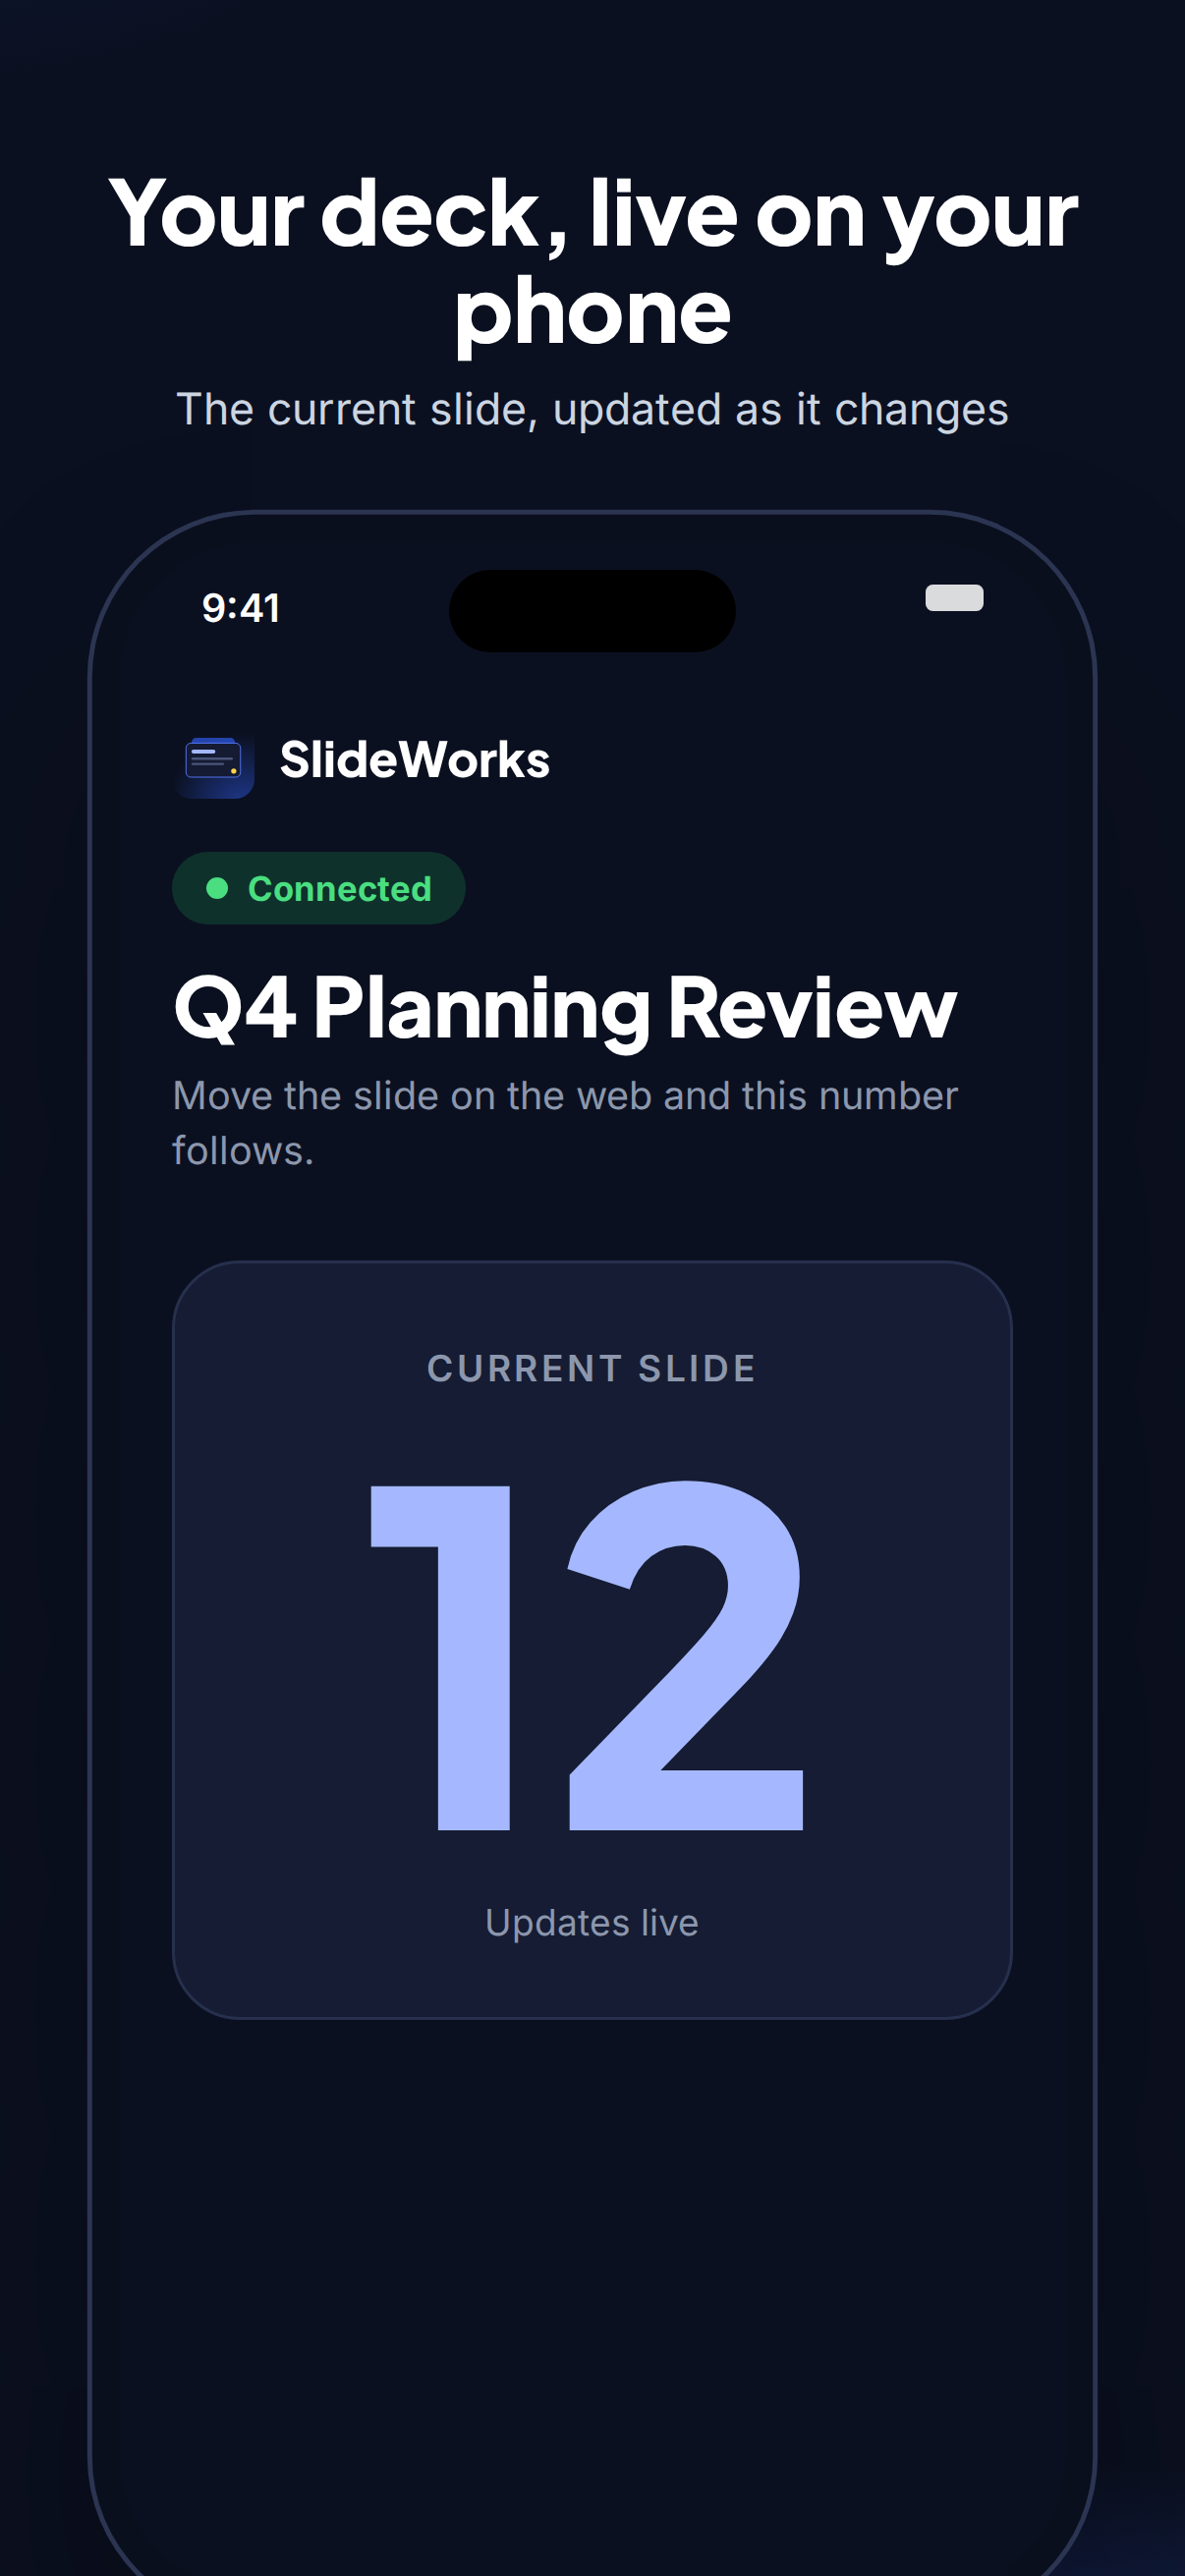 Your deck, live on your
phone
The current slide, updated as it changes
9:41
SlideWorks
Connected
Q4 Planning Review
Move the slide on the web and this number
follows.
CURRENT SLIDE
12
Updates live